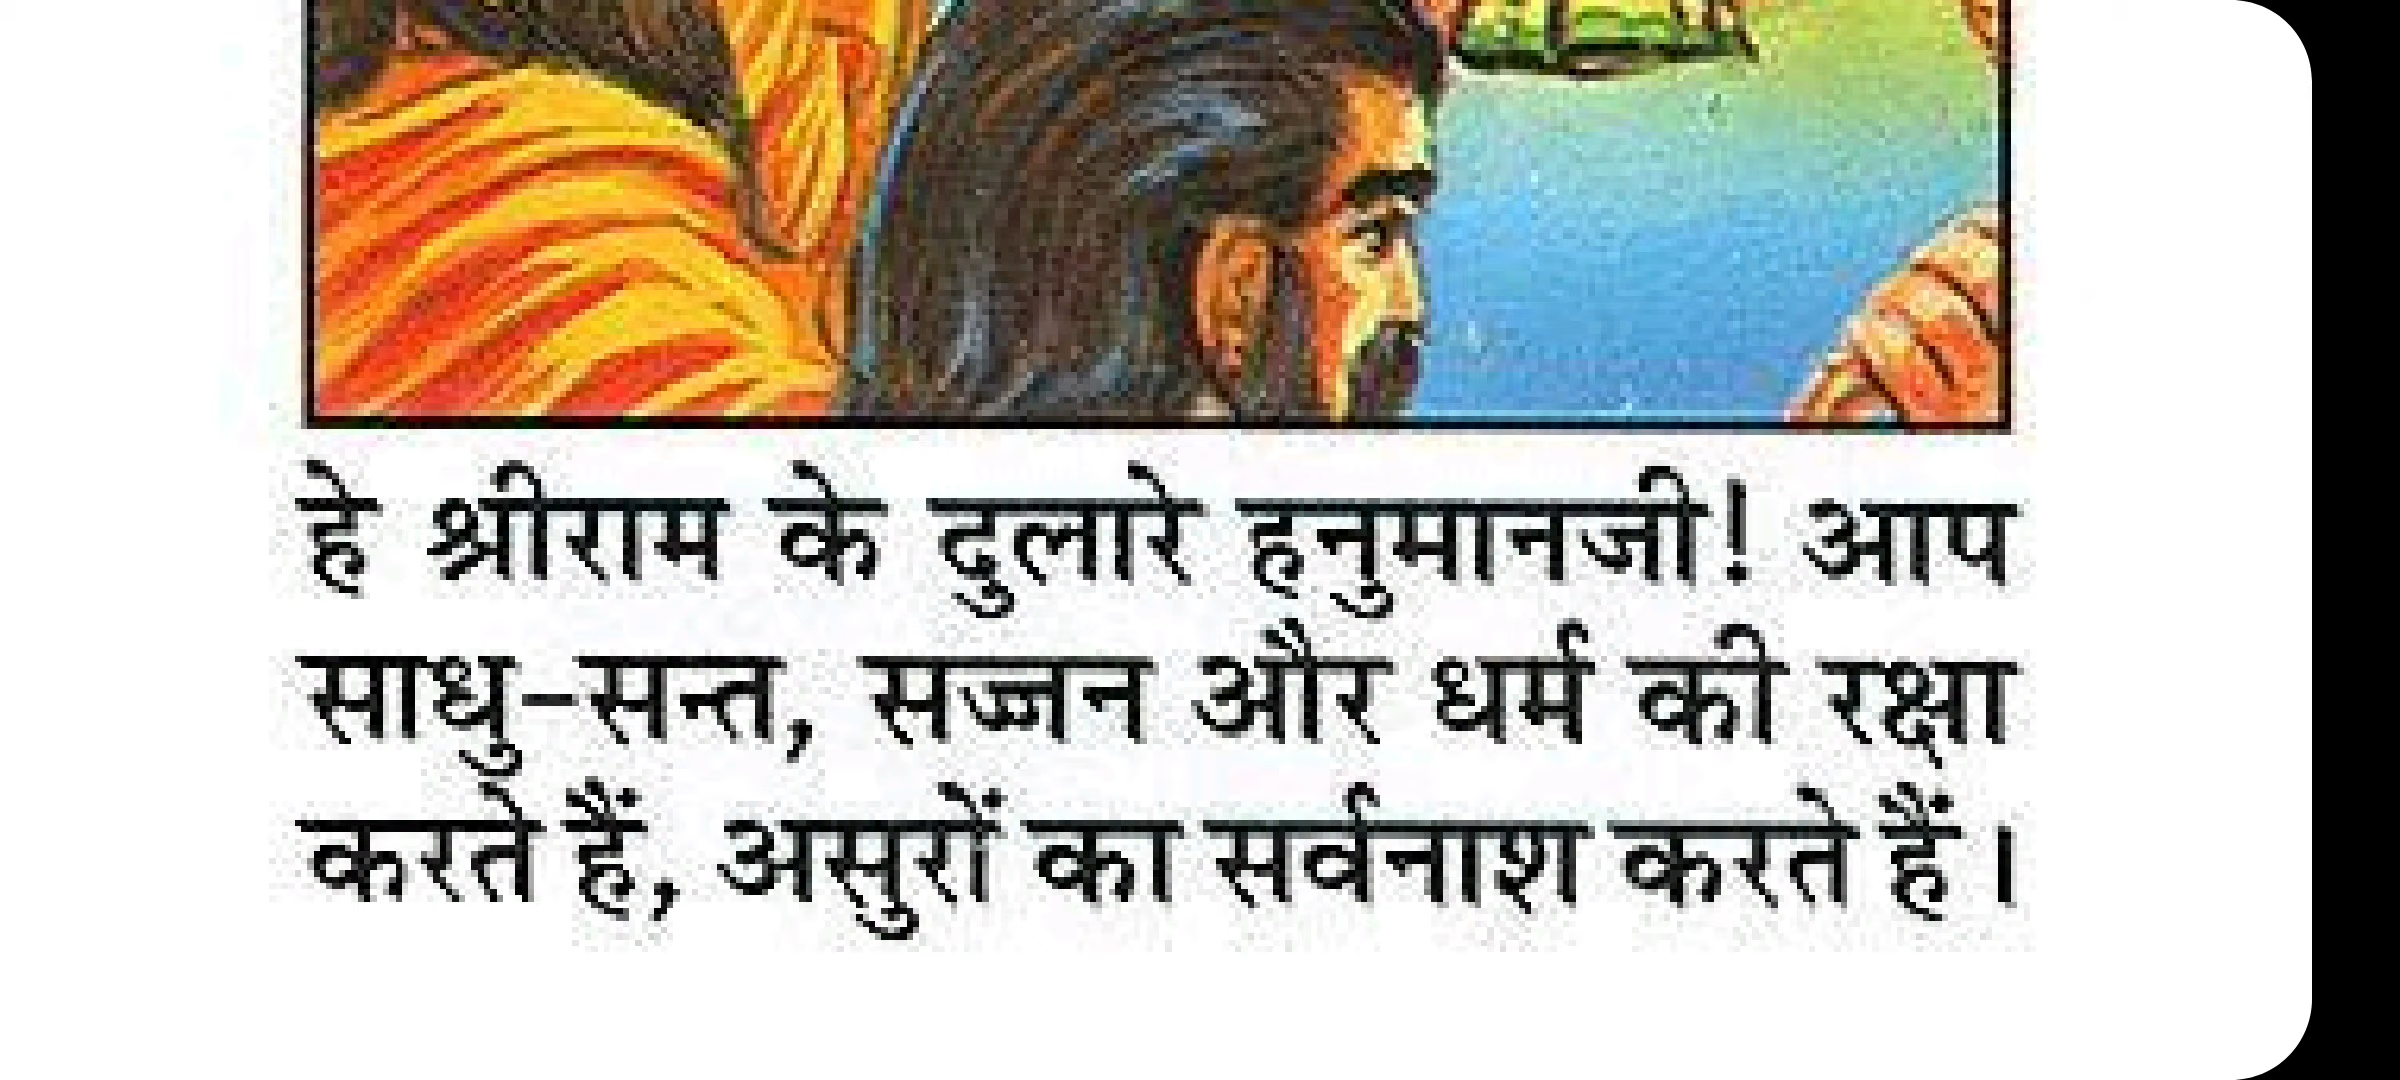 हे श्रीराम के दुलारे हनुमानजी! आप
साधु-सन्त, सज्जन और धर्म की रक्षा
करते हैं, असुरों का सर्वनाश करते हैं।